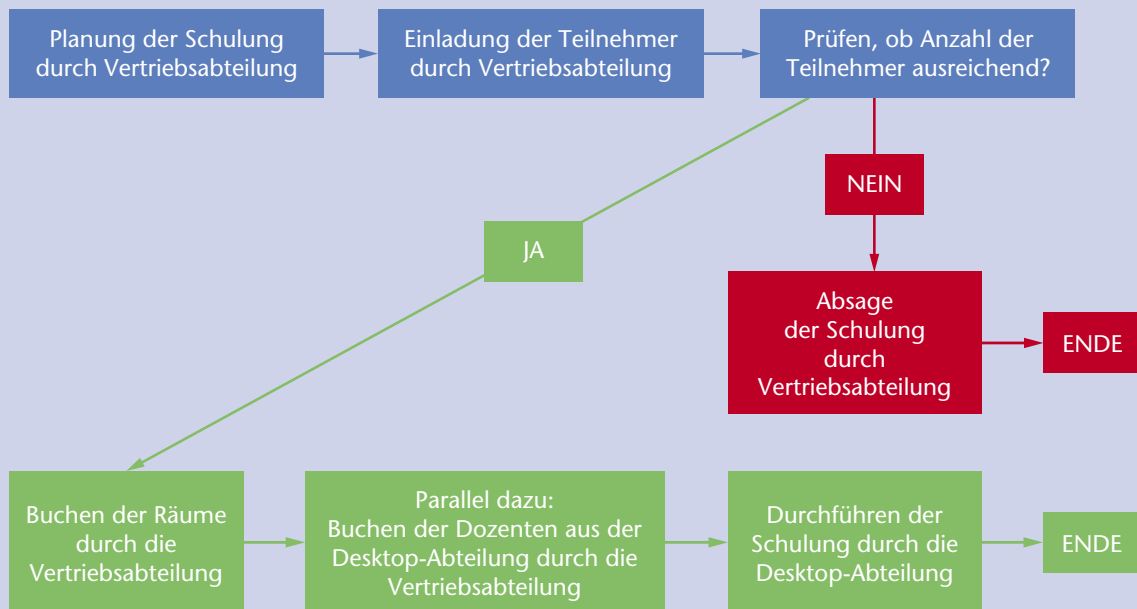 Planung der Schulung
durch Vertriebsabteilung
Einladung der Teilnehmer
durch Vertriebsabteilung
Prüfen, ob Anzahl der
Teilnehmer ausreichend?
NEIN
JA
Absage
der Schulung
durch
Vertriebsabteilung
ENDE
Buchen der Räume
durch die
Vertriebsabteilung
Parallel dazu:
Buchen der Dozenten aus der
Desktop-Abteilung durch die
Vertriebsabteilung
Durchführen der
Schulung durch die
Desktop-Abteilung
ENDE